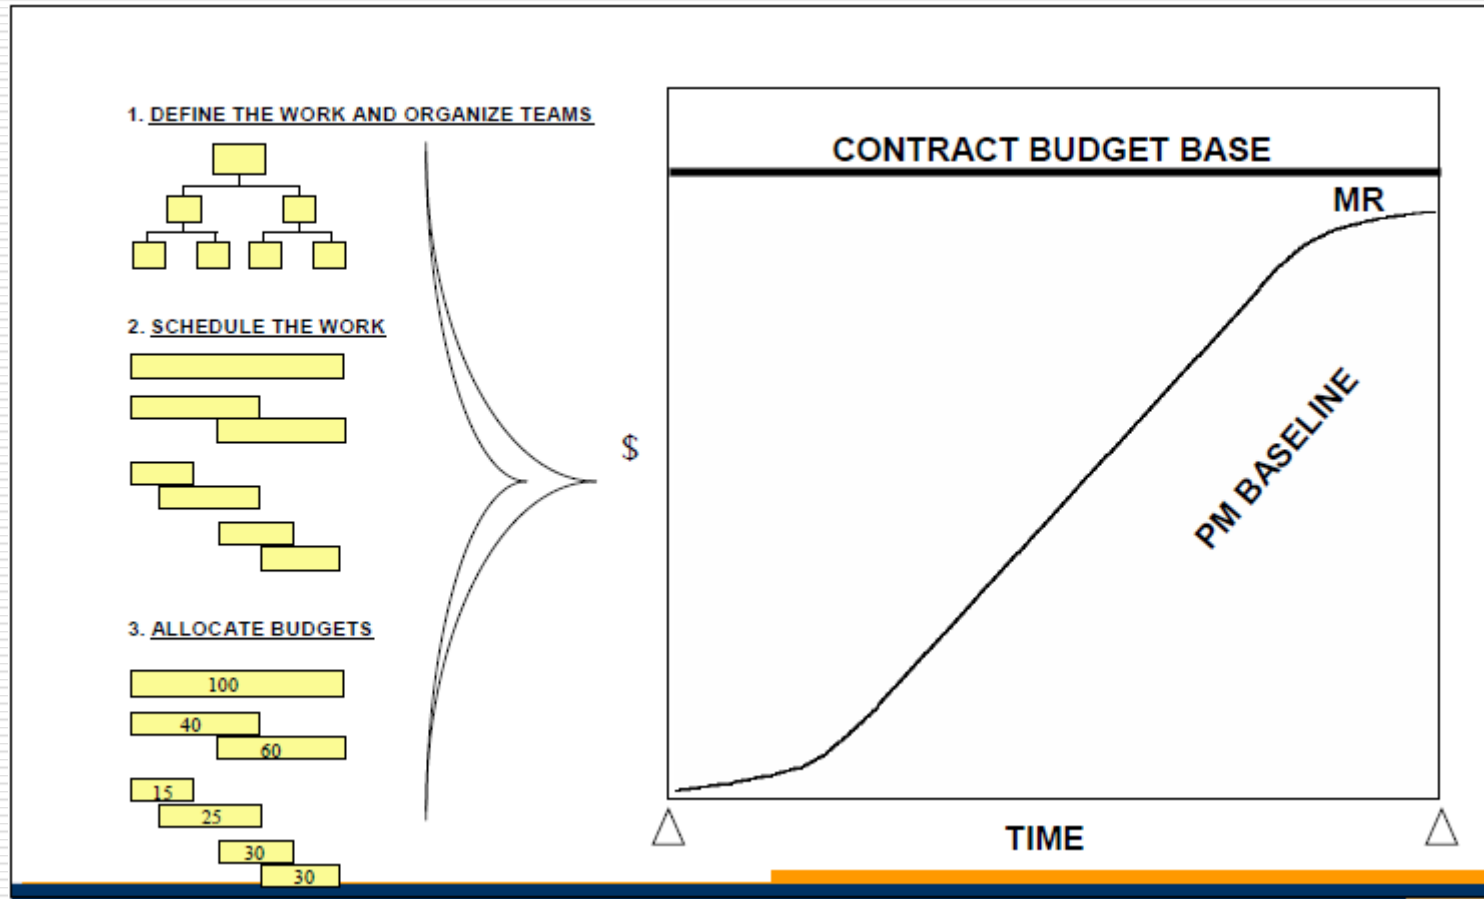 1. DEFINE THE WORK AND ORGANIZE TEAMS
2. SCHEDULE THE WORK
3. ALLOCATE BUDGETS
100
40
60
15
25
30
30
$
CONTRACT BUDGET BASE
MR
PM BASELINE
TIME